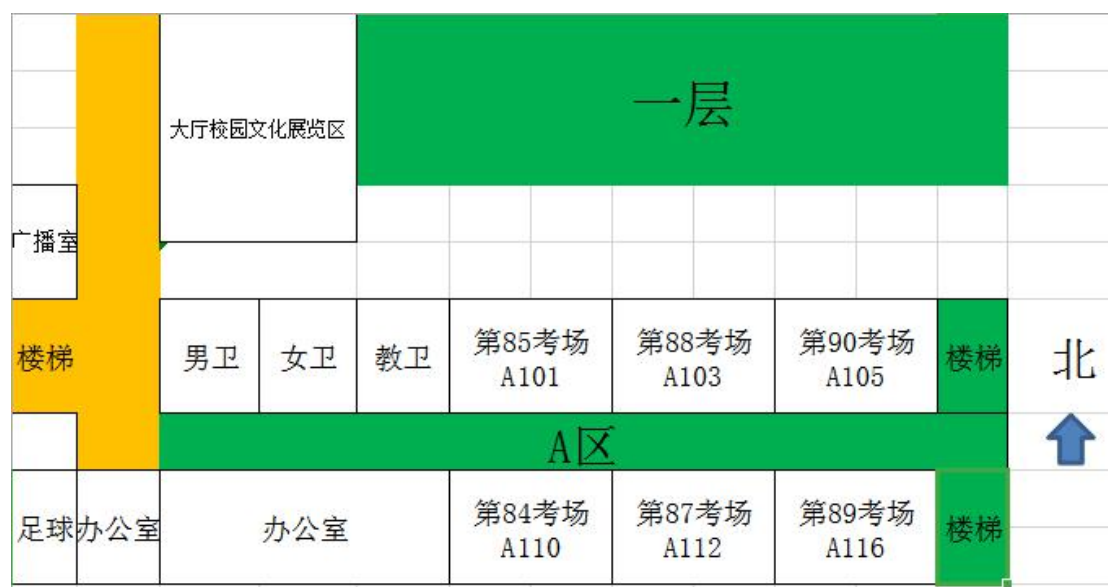 一层
大厅校园文化展览区
广播室
楼梯
男卫
女卫
教卫
第85考场
A101
第88考场
A103
第90考场
A105
楼梯
北
A区
足球
办公室
办公室
第84考场
A110
第87考场
A112
第89考场
A116
楼梯